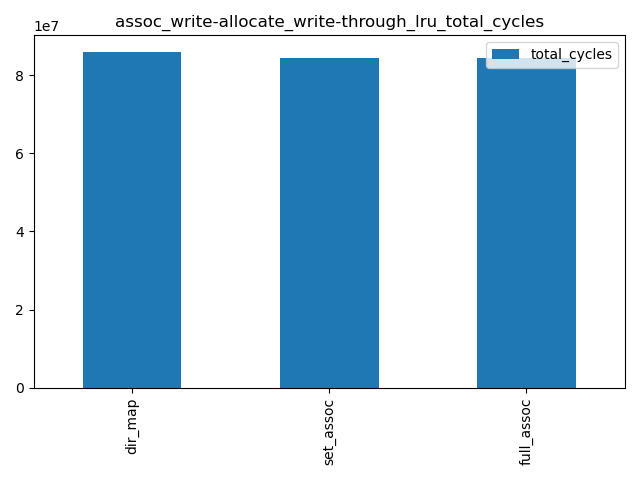 assoc_write-allocate_write-through_lru_total_cycles
1e7
total_cycles
8
6
4
2
0
dir_map
set_assoc
full_assoc